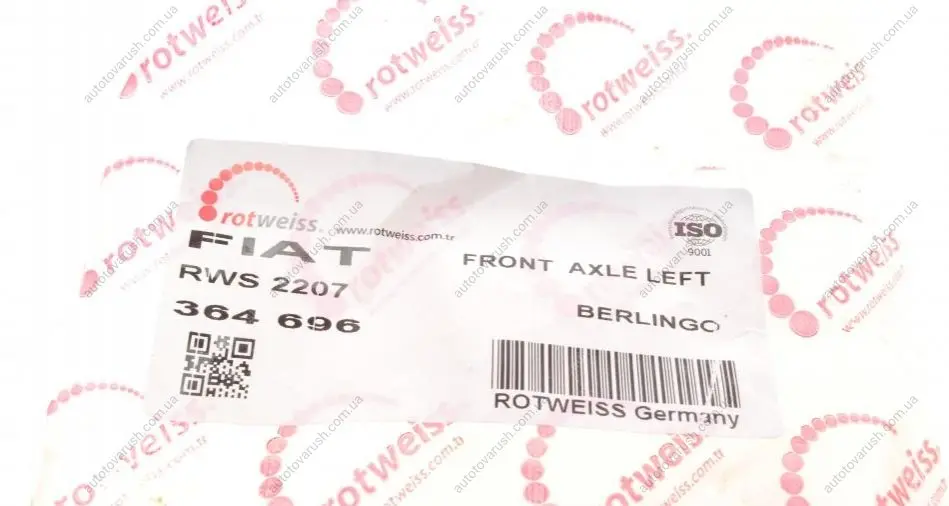 rotweiss.
www.rotweiss.com.tr
FIAT
RWS 2207
364 696
ISO
9001
FRONT AXLE LEFT
BERLINGO
ROTWEISS Germany
rotweiss.
www.rotweiss.com.tr
autotovarush.com.ua